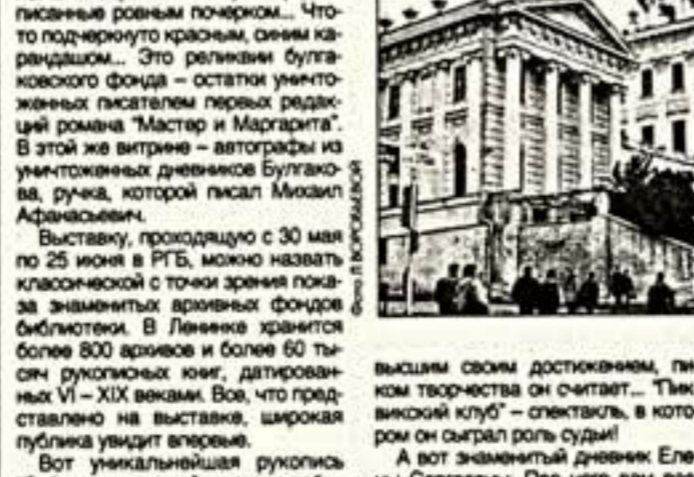 писанные ровным почерком... Что-
то подчеркнуто красным, синим ка-
рандашом... Это реликвии булга-
ковского фонда – остатки уничто-
женных писателем первых редак-
ций романа "Мастер и Маргарита".
В этой же витрине – автографы из
уничтоженных дневников Булгако-
ва, ручка, которой писал Михаил
Афанасьевич.
Выставку, проходящую с 30 мая
по 25 июня в РГБ, можно назвать
классической с точки зрения пока-
за знаменитых архивных фондов
библиотеки. В Ленинке хранится
более 800 архивов и более 60 ты-
сяч рукописных книг, датирован-
ных VI – XIX веками. Все, что пред-
ставлено на выставке, широкая
публика увидит впервые.
Вот уникальнейшая рукопись
Фото Л. ВОРОБЬЕВОЙ
высшим своим достижением, пи-
ком творчества он считает... "Пик-
викский клуб" – спектакль, в кото-
ром он сыграл роль судьи!
А вот знаменитый дневник Еле-